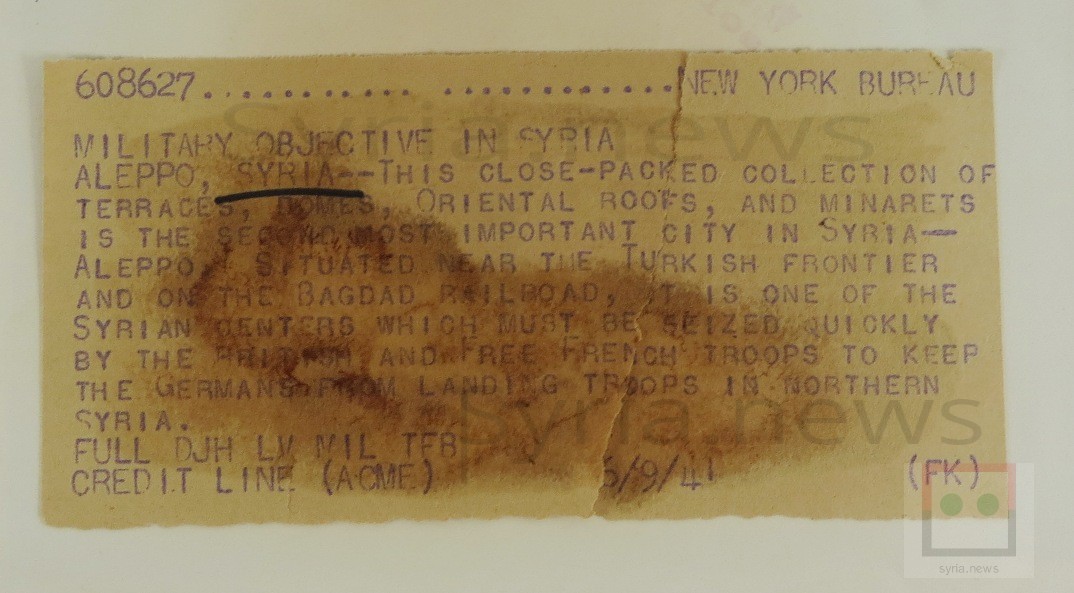 608627............ ..............NEW YORK BUREAU
MILITARY OBJECTIVE IN SYRIA
ALEPPO, SYRIA--THIS CLOSE-PACKED COLLECTION OF
TERRACES, DOMES, ORIENTAL ROOFS, AND MINARETS
IS THE SECOND MOST IMPORTANT CITY IN SYRIA—
ALEPPO. SITUATED NEAR THE TURKISH FRONTIER
AND ON THE BAGDAD RAILROAD, IT IS ONE OF THE
SYRIAN CENTERS WHICH MUST BE SEIZED QUICKLY
BY THE BRITISH AND FREE FRENCH TROOPS TO KEEP
THE GERMANS FROM LANDING TROOPS IN NORTHERN
SYRIA.
FULL DJH LV MIL TFB
CREDIT LINE (ACME) 6/9/41 (FK)
Syria.news
Syria.news
syria.news